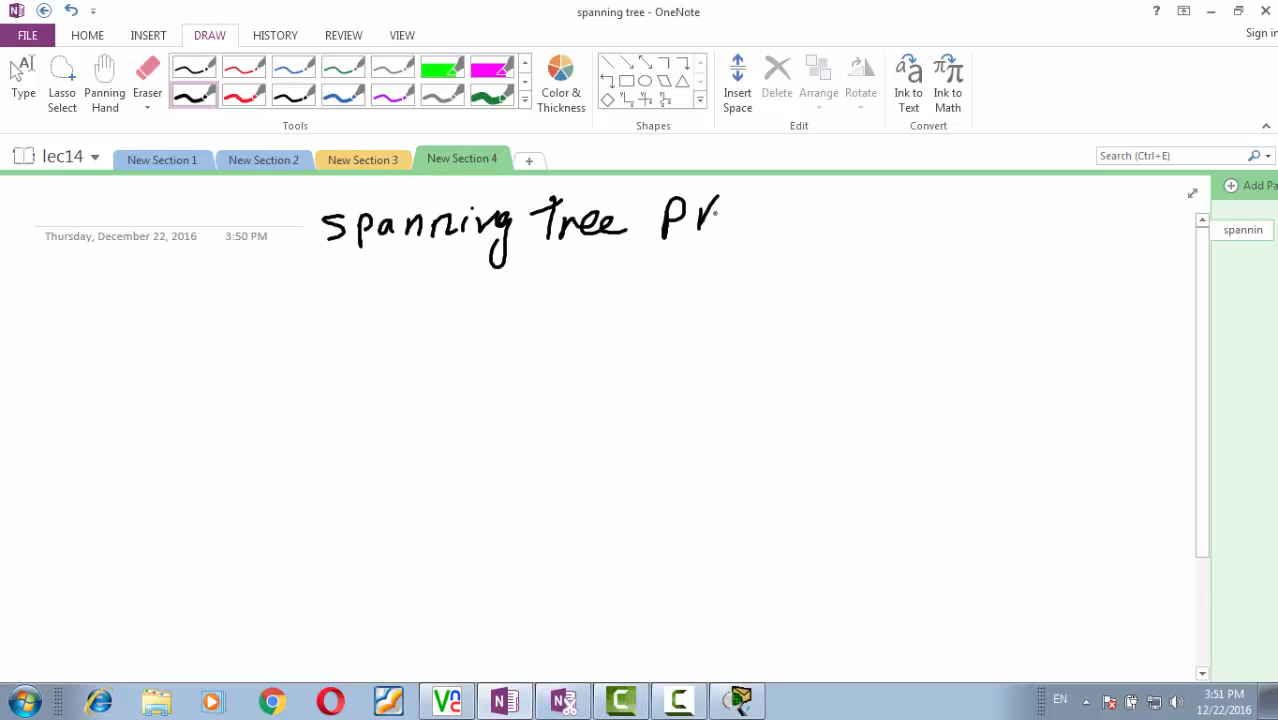 spanning tree - OneNote
? 
Sign in
FILE HOME INSERT DRAW HISTORY REVIEW VIEW
Type
Lasso Select
Panning Hand
Eraser
Color & Thickness
Insert Space
Delete
Arrange
Rotate
Ink to Text
Ink to Math
Tools
Shapes
Edit
Convert
lec14 New Section 1 New Section 2 New Section 3 New Section 4
Search (Ctrl+E)
Add Pa
spanning tree Pr
Thursday, December 22, 2016 3:50 PM
spannin
EN
3:51 PM
12/22/2016